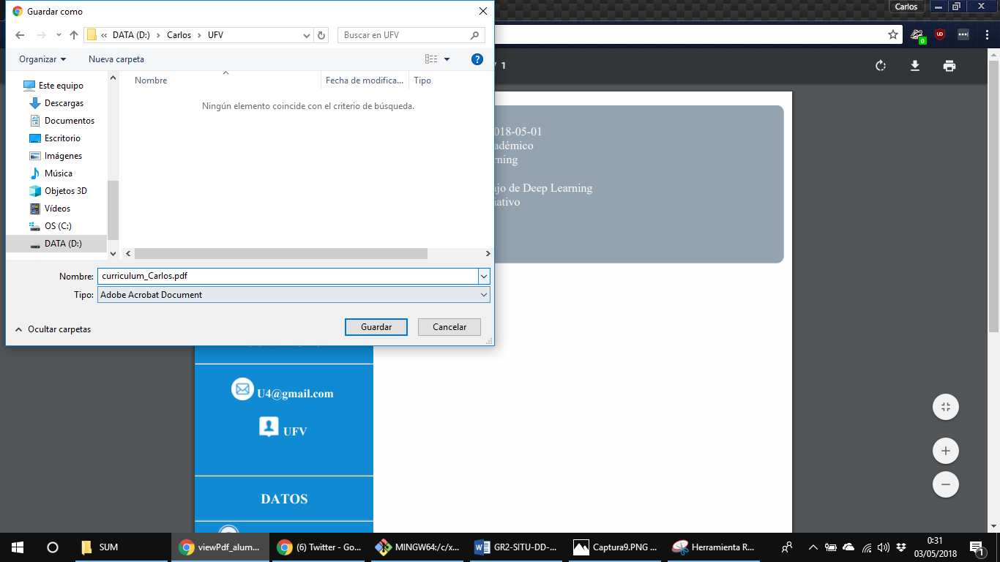 Guardar como
Carlos
« DATA (D:) > Carlos > UFV
Buscar en UFV
0
UD
Organizar
Nueva carpeta
?
/ 1
Nombre
Fecha de modifica...
Tipo
Ningún elemento coincide con el criterio de búsqueda.
Este equipo
Descargas
Documentos
Escritorio
Imágenes
Música
Objetos 3D
Vídeos
OS (C:)
DATA (D:)
018-05-01
adémico
rning
ajo de Deep Learning
iativo
Nombre: curriculum_Carlos.pdf
Tipo: Adobe Acrobat Document
Ocultar carpetas
Guardar
Cancelar
U4@gmail.com
UFV
DATOS
SUM
viewPdf_alum...
(6) Twitter - Go...
MINGW64:/c/x...
GR2-SITU-DD-...
Captura9.PNG ...
Herramienta R...
0:31
03/05/2018
1